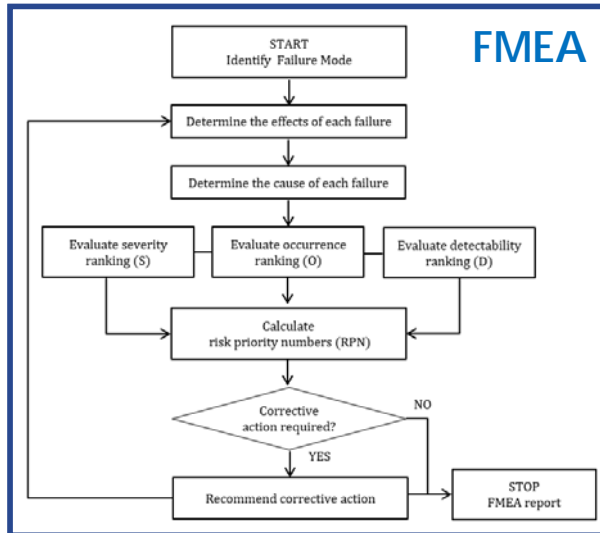 FMEA
START
Identify Failure Mode
Determine the effects of each failure
Determine the cause of each failure
Evaluate severity
ranking (S)
Evaluate occurrence
ranking (O)
Evaluate detectability
ranking (D)
Calculate
risk priority numbers (RPN)
Corrective
action required?
NO
YES
Recommend corrective action
STOP
FMEA report